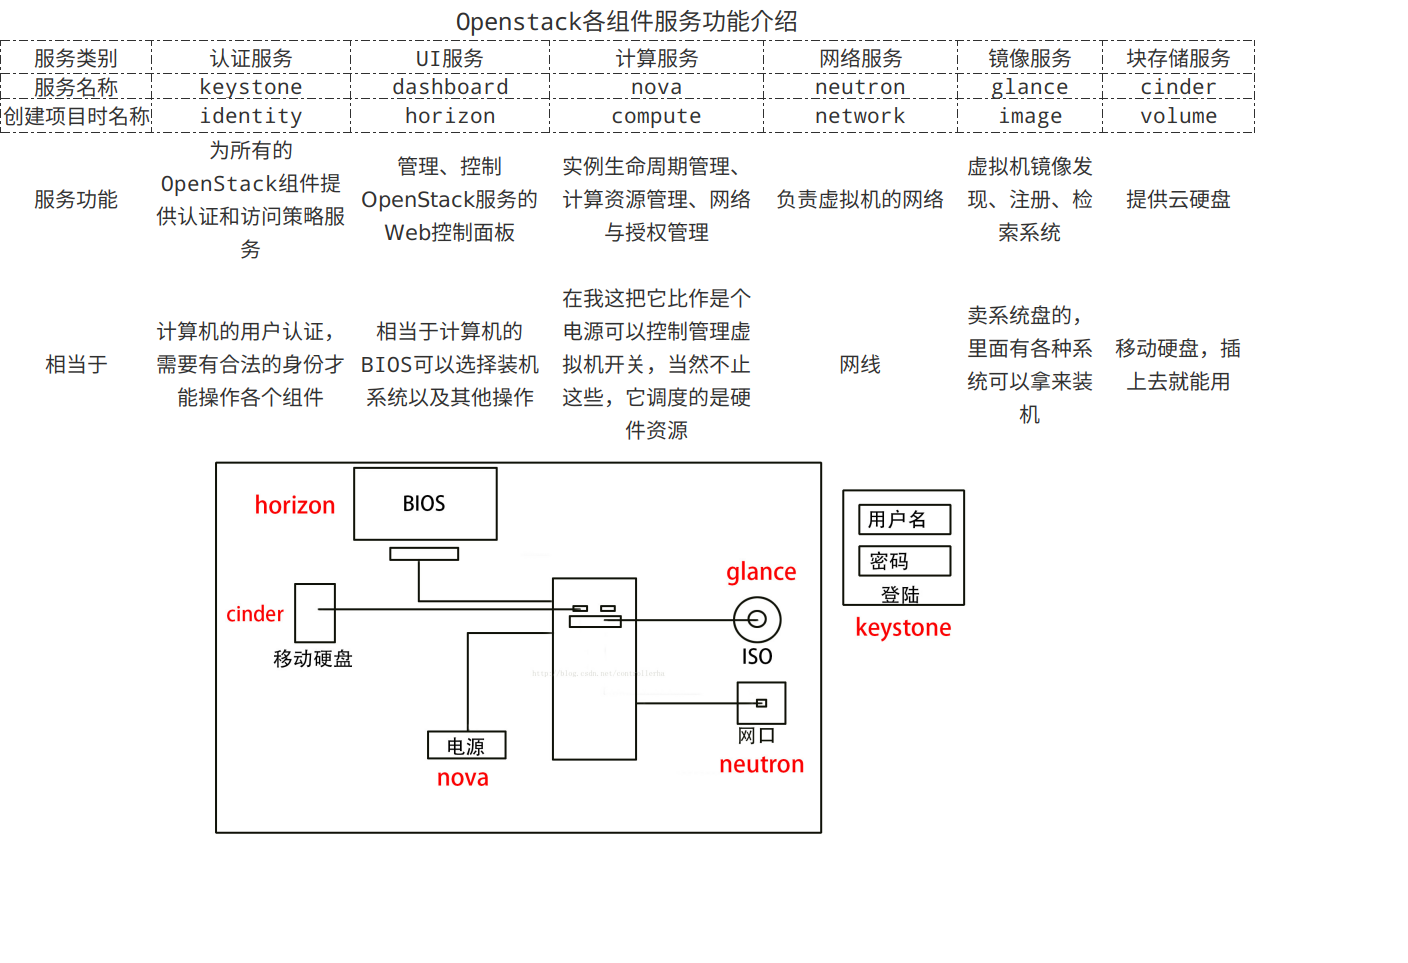 Openstack各组件服务功能介绍
服务类别 认证服务 UI服务 计算服务 网络服务 镜像服务 块存储服务
服务名称 keystone dashboard nova neutron glance cinder
创建项目时名称 identity horizon compute network image volume
服务功能
为所有的
OpenStack组件提
供认证和访问策略服
务
管理、控制
OpenStack服务的
Web控制面板
实例生命周期管理、
计算资源管理、网络
与授权管理
负责虚拟机的网络
虚拟机镜像发
现、注册、检
索系统
提供云硬盘
相当于
计算机的用户认证，
需要有合法的身份才
能操作各个组件
相当于计算机的
BIOS可以选择装机
系统以及其他操作
在我这把它比作是个
电源可以控制管理虚
拟机开关，当然不止
这些，它调度的是硬
件资源
网线
卖系统盘的，
里面有各种系
统可以拿来装
机
移动硬盘，插
上去就能用
horizon
BIOS
cinder
移动硬盘
电源
nova
glance
ISO
网口
neutron
用户名
密码
登陆
keystone